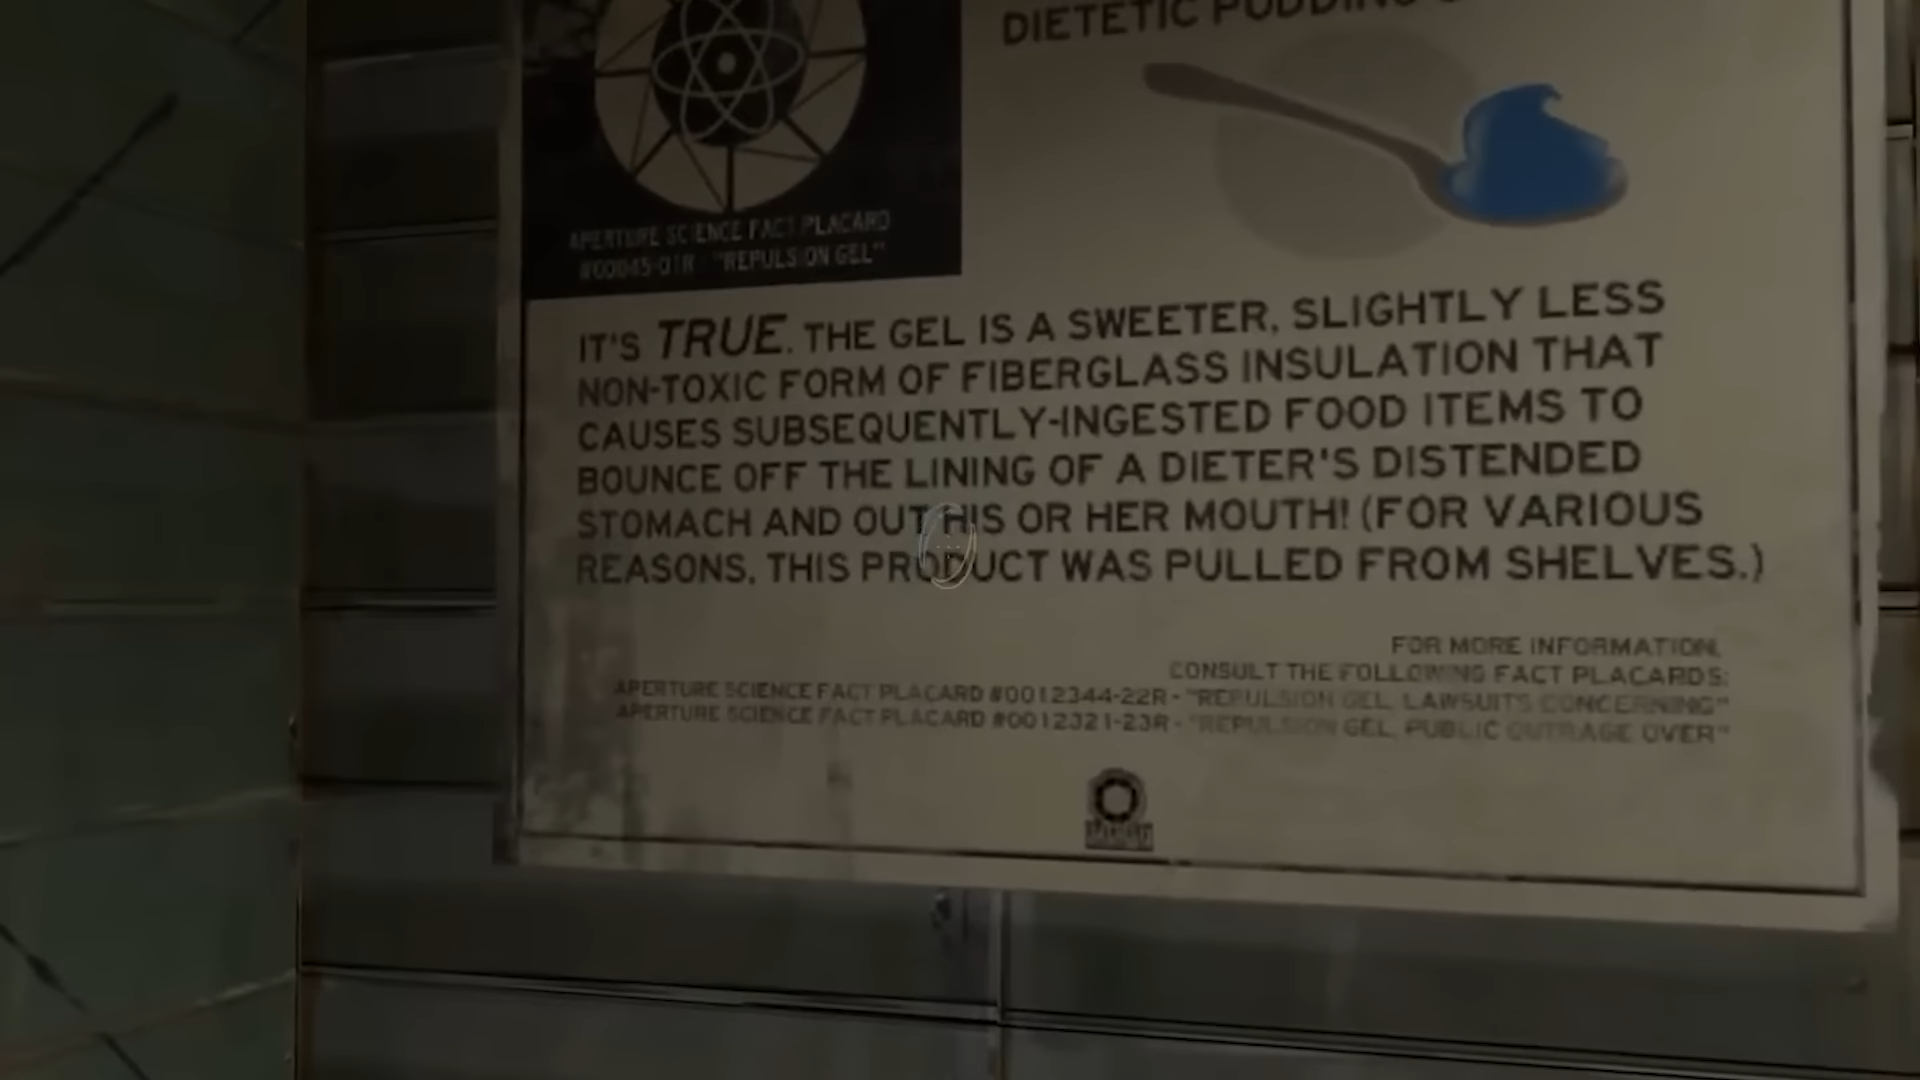 DIETETIC PUDDING
APERTURE SCIENCE FACT PLACARD
#00045-01R - "REPULSION GEL"
IT'S TRUE. THE GEL IS A SWEETER, SLIGHTLY LESS
NON-TOXIC FORM OF FIBERGLASS INSULATION THAT
CAUSES SUBSEQUENTLY-INGESTED FOOD ITEMS TO
BOUNCE OFF THE LINING OF A DIETER'S DISTENDED
STOMACH AND OUT HIS OR HER MOUTH! (FOR VARIOUS
REASONS, THIS PRODUCT WAS PULLED FROM SHELVES.)
FOR MORE INFORMATION,
CONSULT THE FOLLOWING FACT PLACARDS:
APERTURE SCIENCE FACT PLACARD #0012344-22R - "REPULSION GEL, LAWSUITS CONCERNING"
APERTURE SCIENCE FACT PLACARD #0012321-23R - "REPULSION GEL, PUBLIC OUTRAGE OVER"